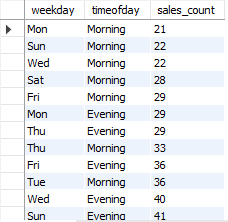 weekday timeofday sales_count
Mon Morning 21
Sun Morning 22
Wed Morning 22
Sat Morning 28
Fri Morning 29
Mon Evening 29
Thu Evening 29
Thu Morning 33
Fri Evening 36
Tue Morning 36
Wed Evening 40
Sun Evening 41